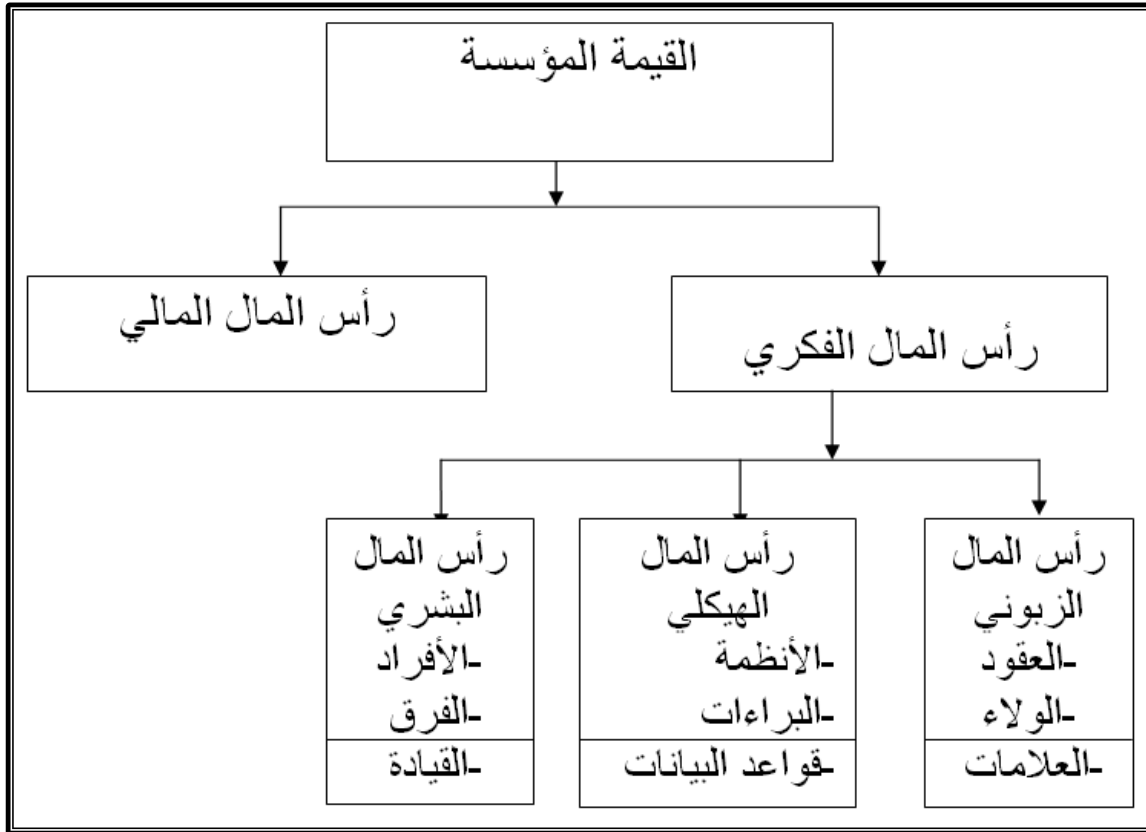 القيمة المؤسسة
رأس المال الفكري
رأس المال المالي
رأس المال
الزبوني
-العقود
-الولاء
-العلامات
رأس المال
الهيكلي
-الأنظمة
-البراءات
-قواعد البيانات
رأس المال
البشري
-الأفراد
-الفرق
-القيادة